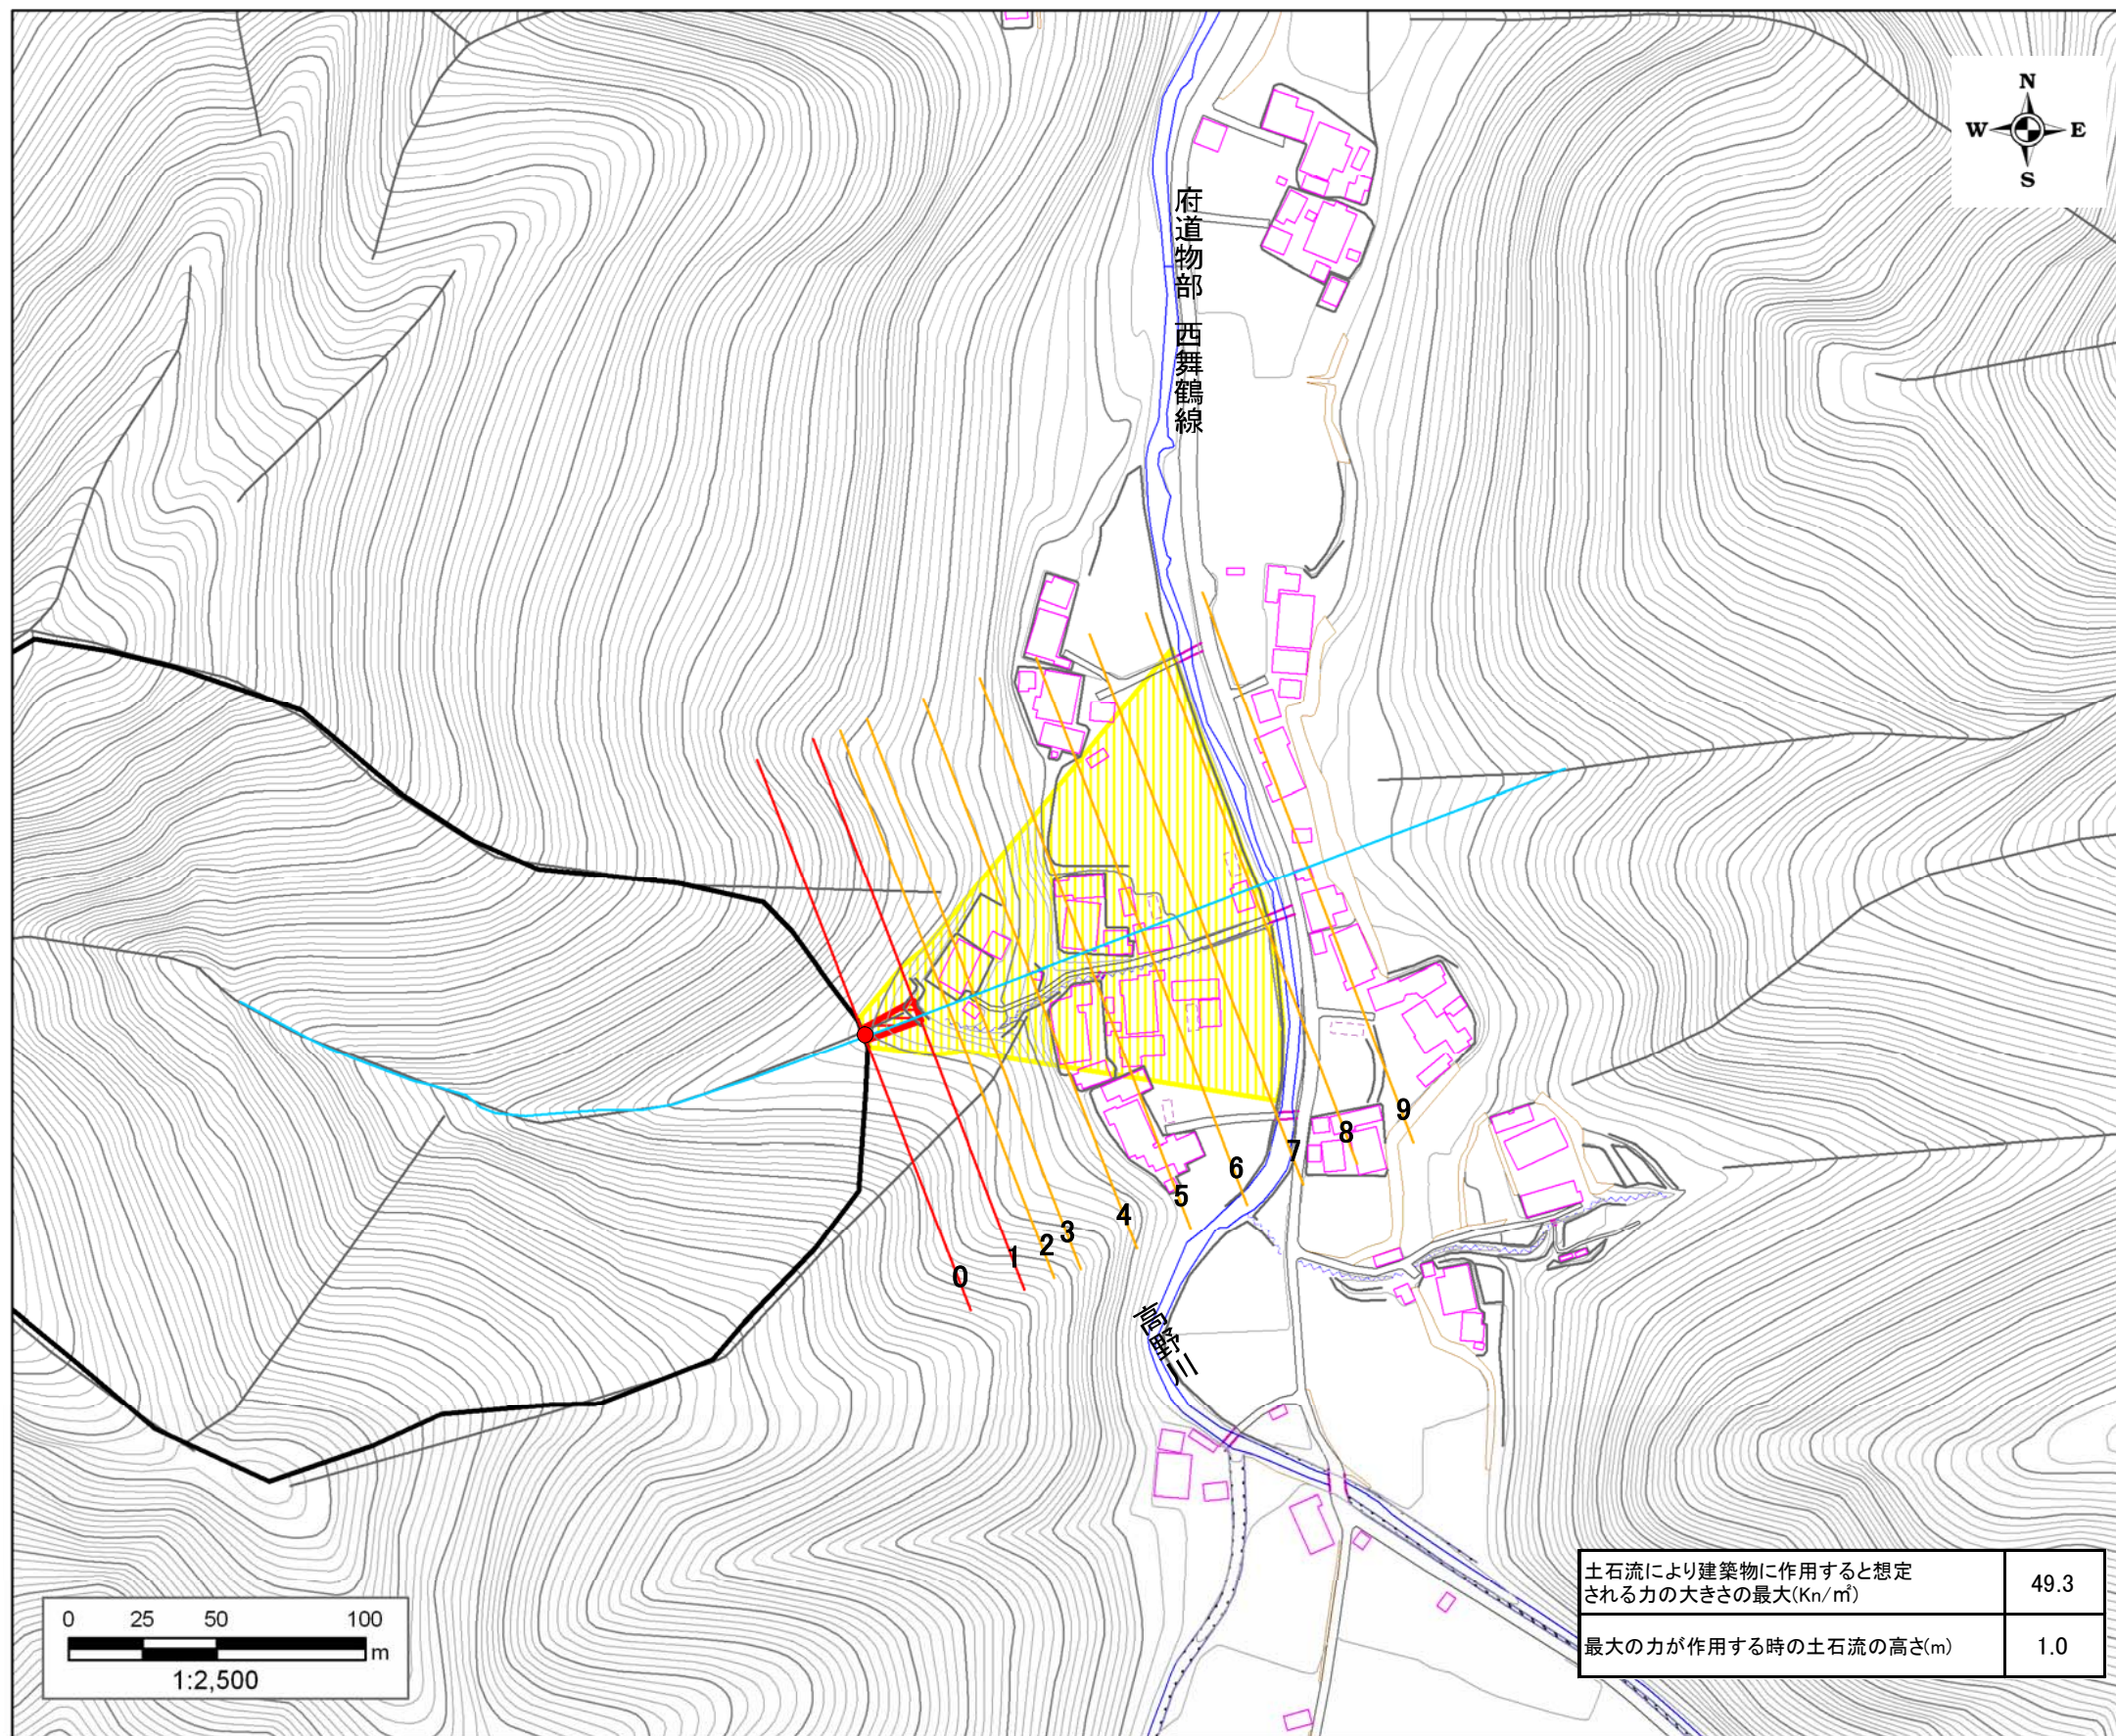 N
W E
S
府道物部 西舞鶴線
9
8
7
6
5
4
3
2
1
0
高野川
土石流により建築物に作用すると想定
される力の大きさの最大(Kn/㎡) 49.3
最大の力が作用する時の土石流の高さ(m) 1.0
0 25 50 100
m
1:2,500